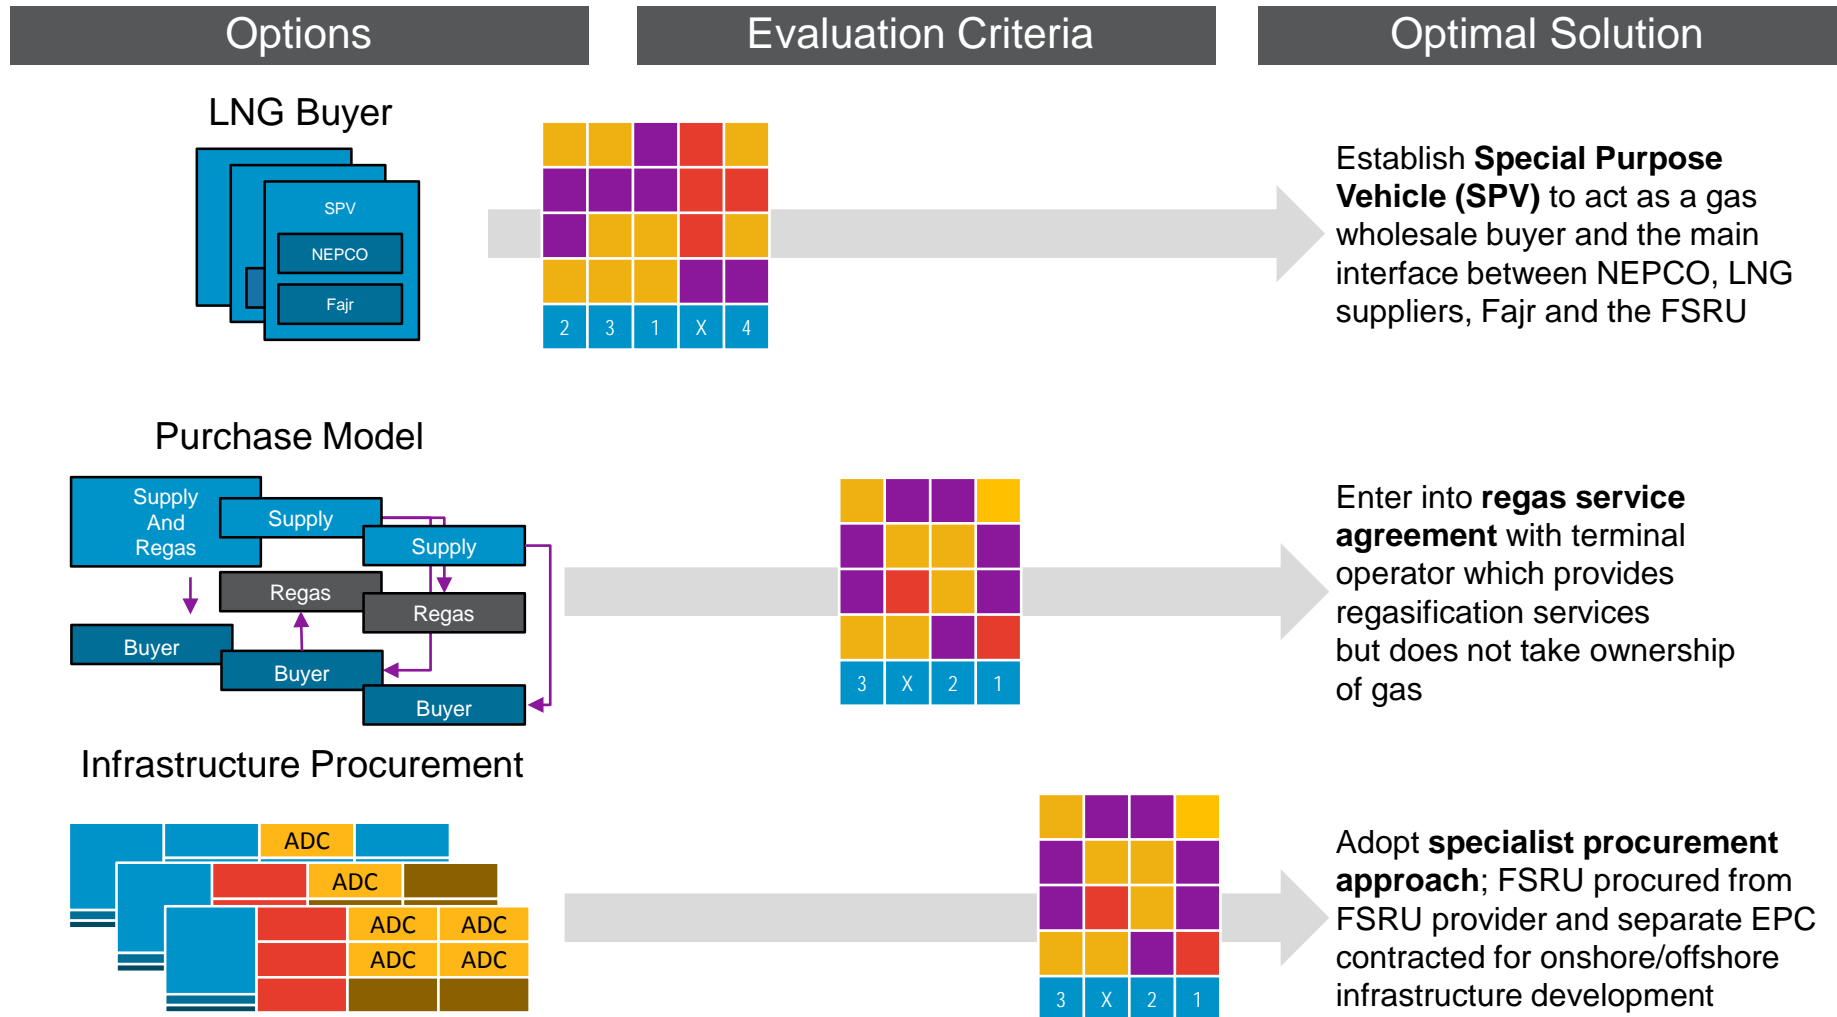 Options
Evaluation Criteria
Optimal Solution
LNG Buyer
SPV
NEPCO
Fajr
2 3 1 X 4
Establish Special Purpose
Vehicle (SPV) to act as a gas
wholesale buyer and the main
interface between NEPCO, LNG
suppliers, Fajr and the FSRU
Purchase Model
Supply
And
Regas
Supply
Supply
Regas
Regas
Buyer
Buyer
Buyer
3 X 2 1
Enter into regas service
agreement with terminal
operator which provides
regasification services
but does not take ownership
of gas
Infrastructure Procurement
ADC
ADC
ADC ADC
ADC ADC
3 X 2 1
Adopt specialist procurement
approach; FSRU procured from
FSRU provider and separate EPC
contracted for onshore/offshore
infrastructure development